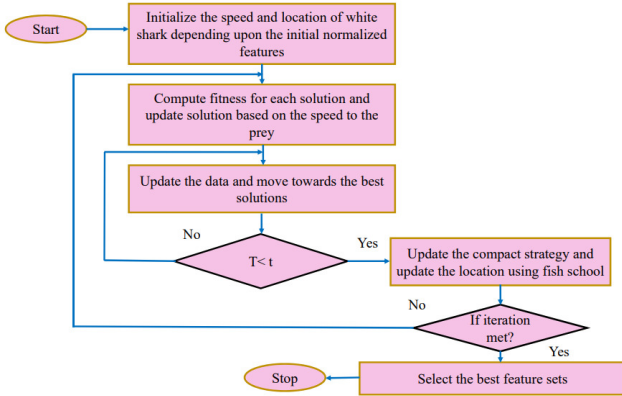 Start
Initialize the speed and location of white
shark depending upon the initial normalized
features
Compute fitness for each solution and
update solution based on the speed to the
prey
Update the data and move towards the best
solutions
No
T< t
Yes
Update the compact strategy and
update the location using fish school
No
If iteration
met?
Yes
Select the best feature sets
Stop